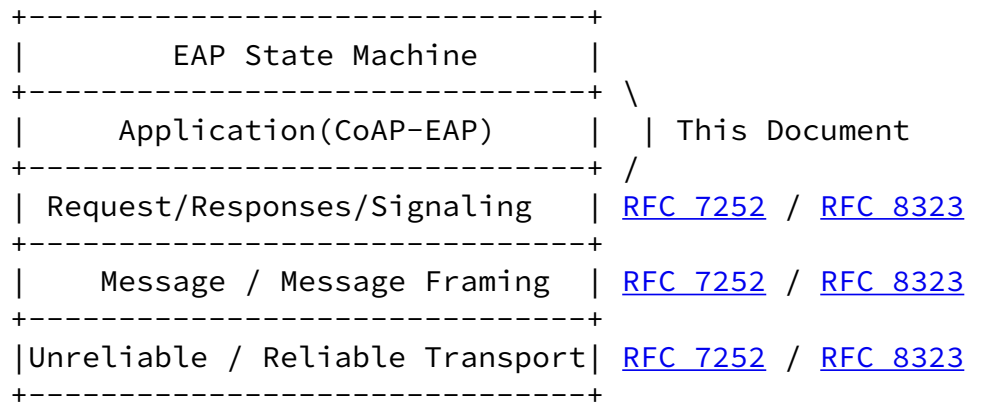 +-------------------------------+
|        EAP State Machine      |
+-------------------------------+ \
|      Application(CoAP-EAP)    |  | This Document
+-------------------------------+ /
| Request/Responses/Signaling   | RFC 7252 / RFC 8323
+-------------------------------+
|    Message / Message Framing  | RFC 7252 / RFC 8323
+-------------------------------+
|Unreliable / Reliable Transport| RFC 7252 / RFC 8323
+-------------------------------+